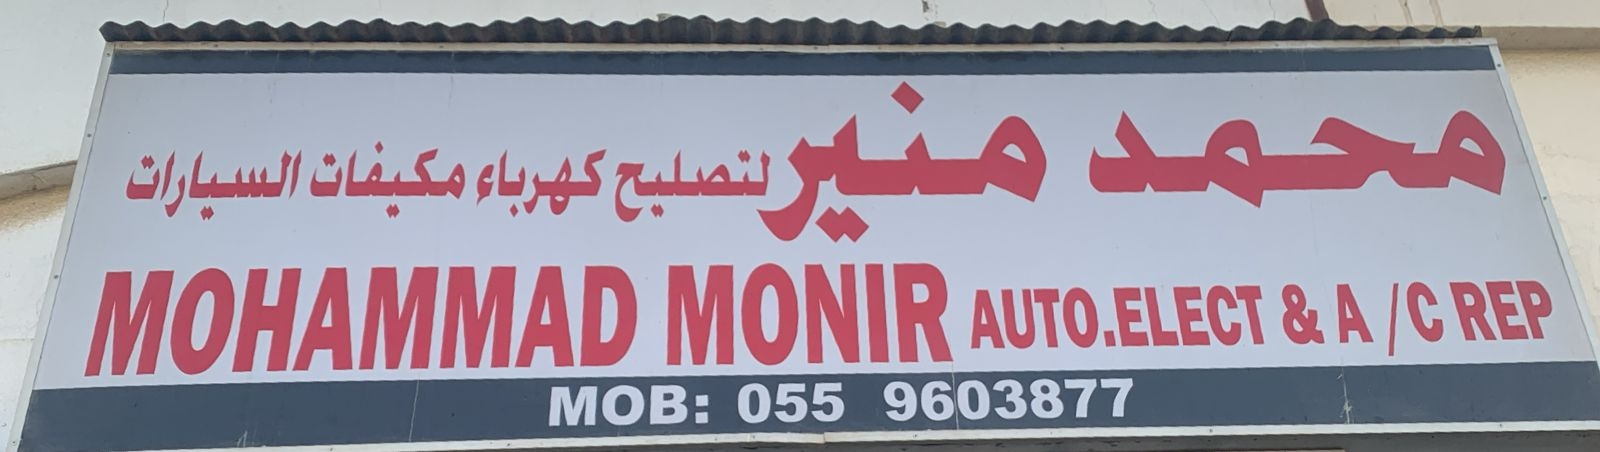 محمد منير لتصليح كهرباء مكيفات السيارات
MOHAMMAD MONIR AUTO.ELECT & A /C REP
MOB: 055 9603877